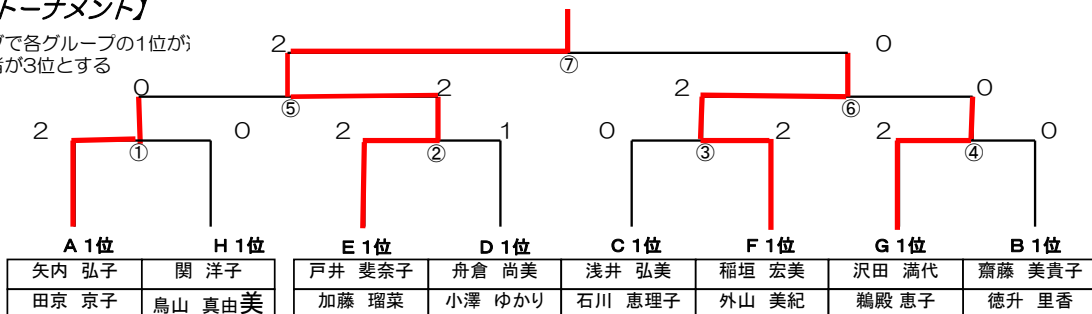 トーナメント】
グで各グループの1位が
者が3位とする
2 0
⑦
0 2 2 0
⑤ ⑥
2 0 2 1 0 2 2 0
① ② ③ ④
A 1位 H 1位 E 1位 D 1位 C 1位 F 1位 G 1位 B 1位
矢内 弘子 関 洋子 戸井 斐奈子 舟倉 尚美 浅井 弘美 稲垣 宏美 沢田 満代 齋藤 美貴子
田京 京子 鳥山 真由美 加藤 瑠菜 小澤 ゆかり 石川 恵理子 外山 美紀 鵜殿 恵子 徳升 里香